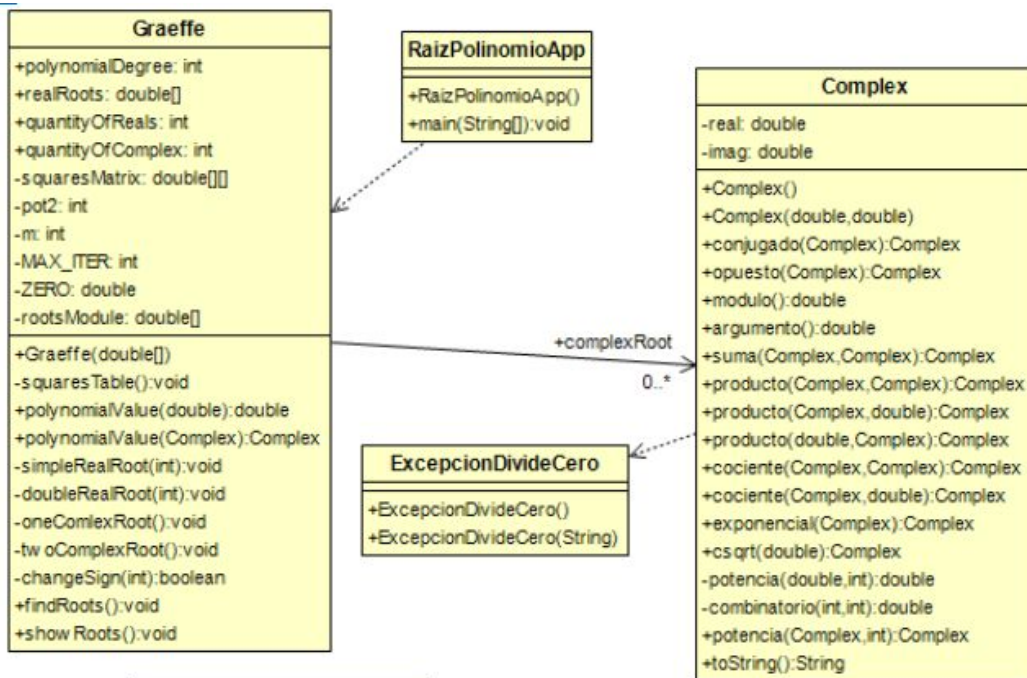 Graeffe
+polynomialDegree: int
+realRoots: double[]
+quantityOfReals: int
+quantityOfComplex: int
-squaresMatrix: double[][]
-pot2: int
-m: int
-MAX_ITER: int
-ZERO: double
-rootsModule: double[]
+Graeffe(double[])
-squaresTable():void
+polynomialValue(double):double
+polynomialValue(Complex):Complex
-simpleRealRoot(int):void
-doubleRealRoot(int):void
-oneComlexRoot():void
-twoComplexRoot():void
-changeSign(int):boolean
+findRoots():void
+showRoots():void
RaizPolinomioApp
+RaizPolinomioApp()
+main(String[]):void
+complexRoot
0..*
ExcepcionDivideCero
+ExcepcionDivideCero()
+ExcepcionDivideCero(String)
Complex
-real: double
-imag: double
+Complex()
+Complex(double,double)
+conjugado(Complex):Complex
+opuesto(Complex):Complex
+modulo():double
+argumento():double
+suma(Complex,Complex):Complex
+producto(Complex,Complex):Complex
+producto(Complex,double):Complex
+producto(double,Complex):Complex
+cociente(Complex,Complex):Complex
+cociente(Complex,double):Complex
+exponencial(Complex):Complex
+csqrt(double):Complex
-potencia(double,int):double
-combinatorio(int,int):double
+potencia(Complex,int):Complex
+toString():String